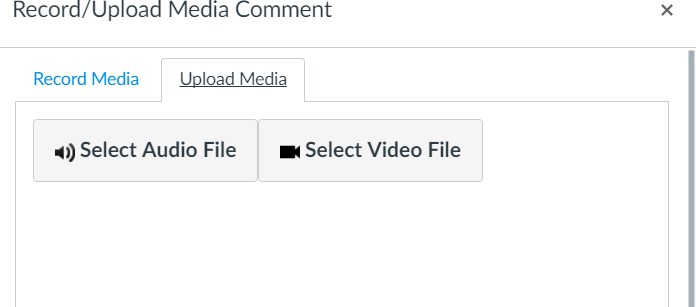 Record/Upload Media Comment ×
Record Media Upload Media
Select Audio File Select Video File